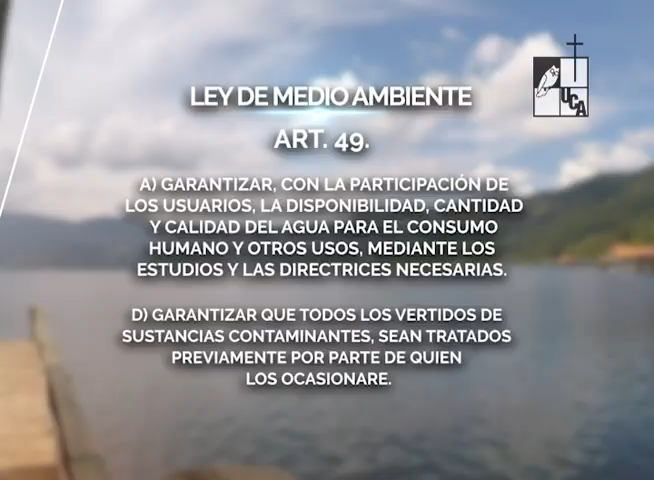 UCA
LEY DE MEDIO AMBIENTE
ART. 49.
A) GARANTIZAR, CON LA PARTICIPACIÓN DE
LOS USUARIOS, LA DISPONIBILIDAD, CANTIDAD
Y CALIDAD DEL AGUA PARA EL CONSUMO
HUMANO Y OTROS USOS, MEDIANTE LOS
ESTUDIOS Y LAS DIRECTRICES NECESARIAS.
D) GARANTIZAR QUE TODOS LOS VERTIDOS DE
SUSTANCIAS CONTAMINANTES, SEAN TRATADOS
PREVIAMENTE POR PARTE DE QUIEN
LOS OCASIONARE.